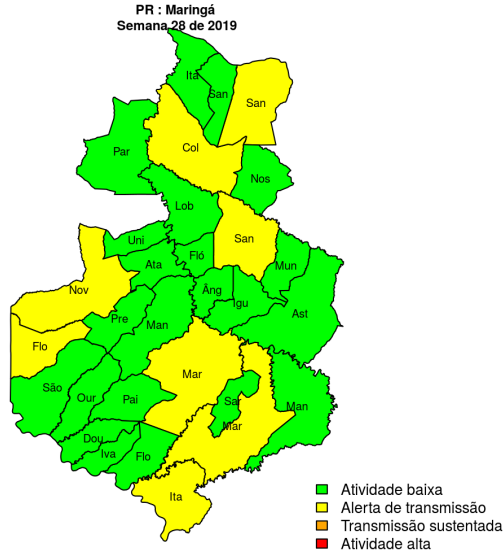 PR : Maringá
Semana 28 de 2019
Ita
San
San
Par
Col
Nos
Lob
Uni
Fló
San
Ata
Mun
Nov
Âng
Igu
Ast
Pre
Man
Flo
Mar
São
Our
Pai
Sar
Man
Mar
Dou
Iva
Flo
Ita
Atividade baixa
Alerta de transmissão
Transmissão sustentada
Atividade alta